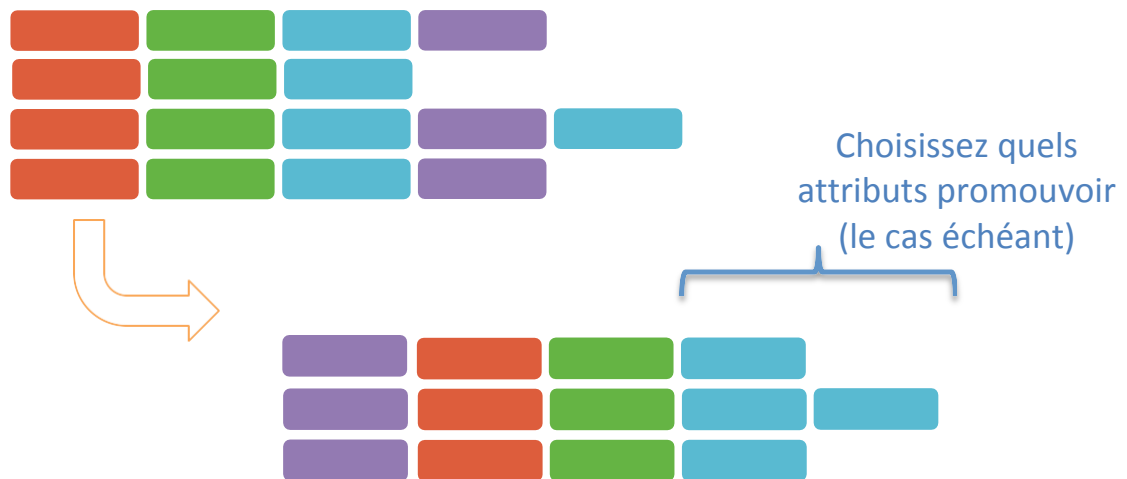 Choisissez quels
attributs promouvoir
(le cas échéant)